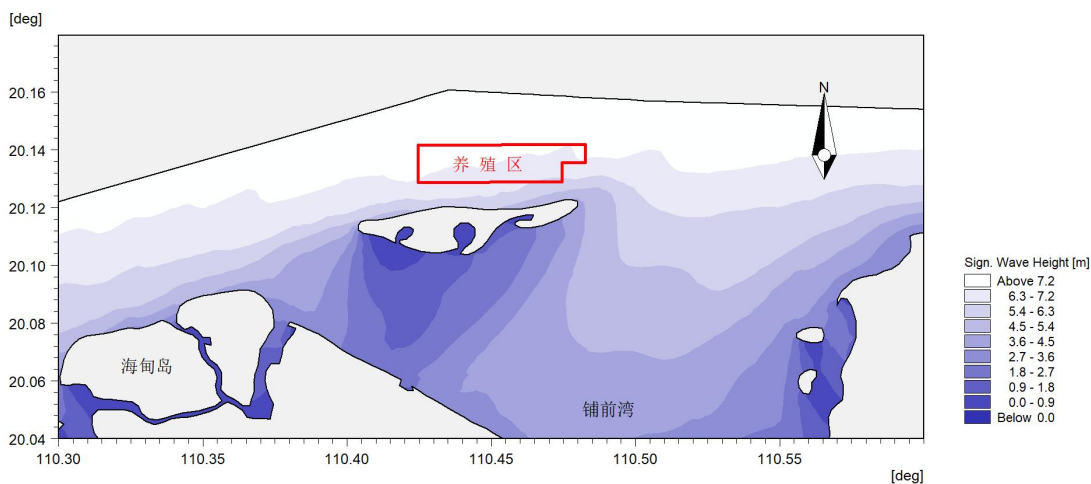 [deg]
20.16
20.14
20.12
20.10
20.08
20.06
20.04
110.30
110.35
110.40
110.45
110.50
110.55
[deg]
N
养殖区
海甸岛
铺前湾
Sign. Wave Height [m]
Above 7.2
6.3 - 7.2
5.4 - 6.3
4.5 - 5.4
3.6 - 4.5
2.7 - 3.6
1.8 - 2.7
0.9 - 1.8
0.0 - 0.9
Below 0.0